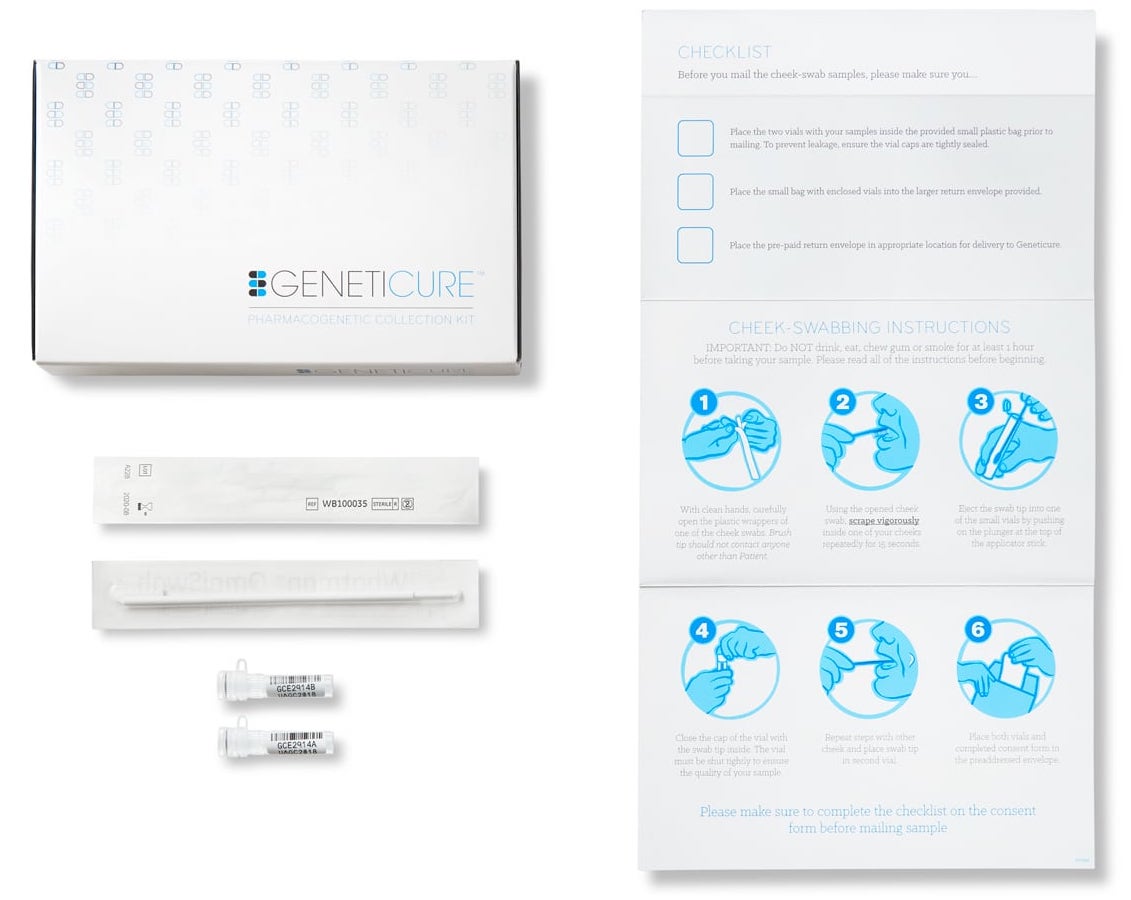 GENETICURE
PHARMACOGENETIC COLLECTION KIT
GENETICURE
LOT
2020-08
REF WB100035 STERILE R 2
Whatman OmniSwab
GCE2914B
GCE2914A
CHECKLIST
Before you mail the cheek-swab samples, please make sure you...
Place the two vials with your samples inside the provided small plastic bag prior to
mailing. To prevent leakage, ensure the vial caps are tightly sealed.
Place the small bag with enclosed vials into the larger return envelope provided.
Place the pre-paid return envelope in appropriate location for delivery to Geneticure.
CHEEK-SWABBING INSTRUCTIONS
IMPORTANT: Do NOT drink, eat, chew gum or smoke for at least 1 hour
before taking your sample. Please read all of the instructions before beginning.
1
With clean hands, carefully
open the plastic wrappers of
one of the cheek swabs. Brush
tip should not contact anyone
other than Patient.
2
Using the opened cheek
swab, scrape vigorously
inside one of your cheeks
repeatedly for 15 seconds.
3
Eject the swab tip into one
of the small vials by pushing
on the plunger at the top of
the applicator stick.
4
Close the cap of the vial with
the swab tip inside. The vial
must be shut tightly to ensure
the quality of your sample.
5
Repeat steps with other
cheek and place swab tip
in second vial.
6
Place both vials and
completed consent form in
the preaddressed envelope.
Please make sure to complete the checklist on the consent
form before mailing sample